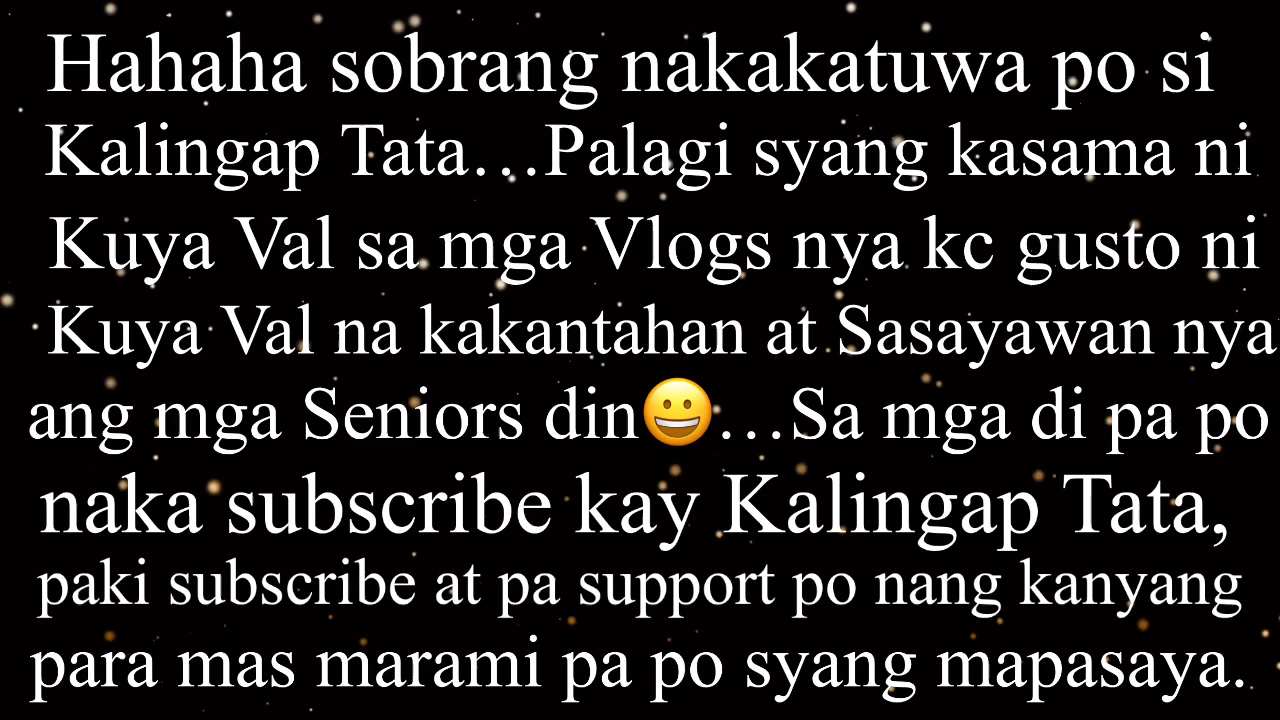 Hahaha sobrang nakakatuwa po si
Kalingap Tata…Palagi syang kasama ni
Kuya Val sa mga Vlogs nya kc gusto ni
Kuya Val na kakantahan at Sasayawan nya
ang mga Seniors din😀…Sa mga di pa po
naka subscribe kay Kalingap Tata,
paki subscribe at pa support po nang kanyang
para mas marami pa po syang mapasaya.